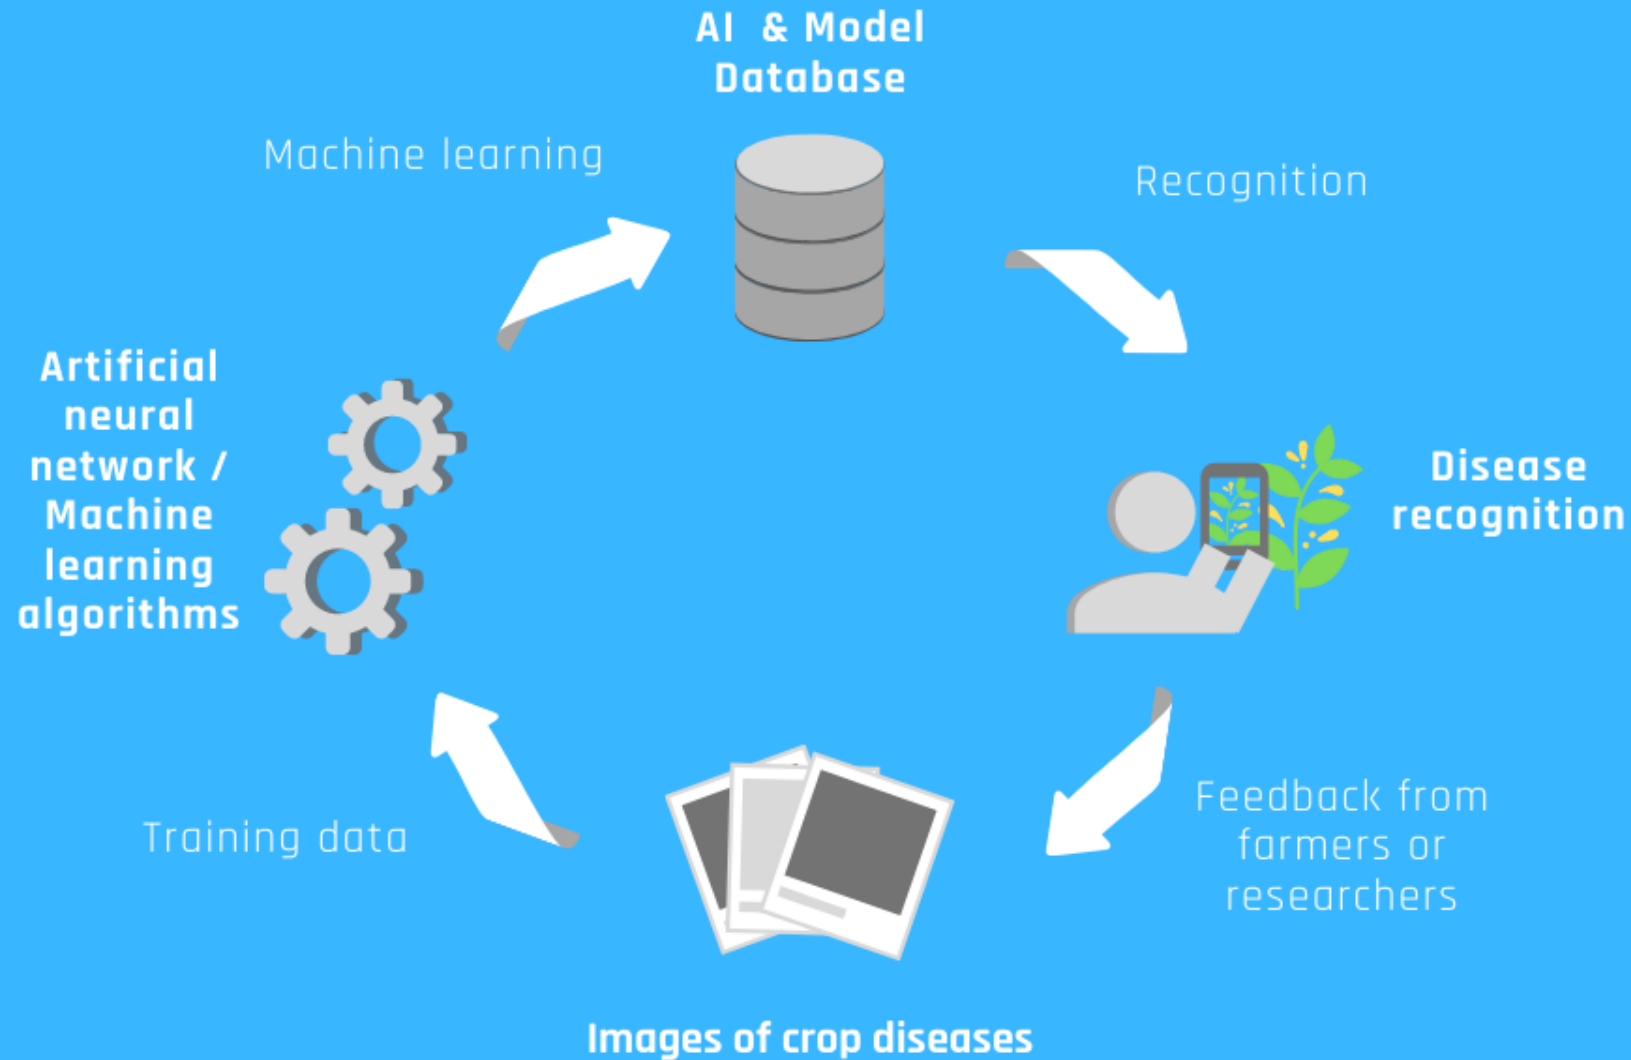 AI & Model
Database
Machine learning
Recognition
Artificial
neural
network /
Machine
learning
algorithms
Disease
recognition
Training data
Feedback from
farmers or
researchers
Images of crop diseases